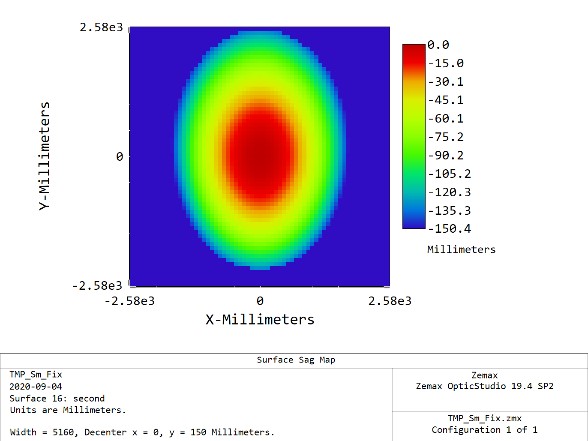 2.58e3
Y-Millimeters
0
-2.58e3
-2.58e3
0
2.58e3
X-Millimeters
0.0
-15.0
-30.1
-45.1
-60.1
-75.2
-90.2
-105.2
-120.3
-135.3
-150.4
Millimeters
Surface Sag Map
TMP_Sm_Fix
2020-09-04
Surface 16: second
Units are Millimeters.
Width = 5160, Decenter x = 0, y = 150 Millimeters.
Zemax
Zemax OpticStudio 19.4 SP2
TMP_Sm_Fix.zmx
Configuration 1 of 1